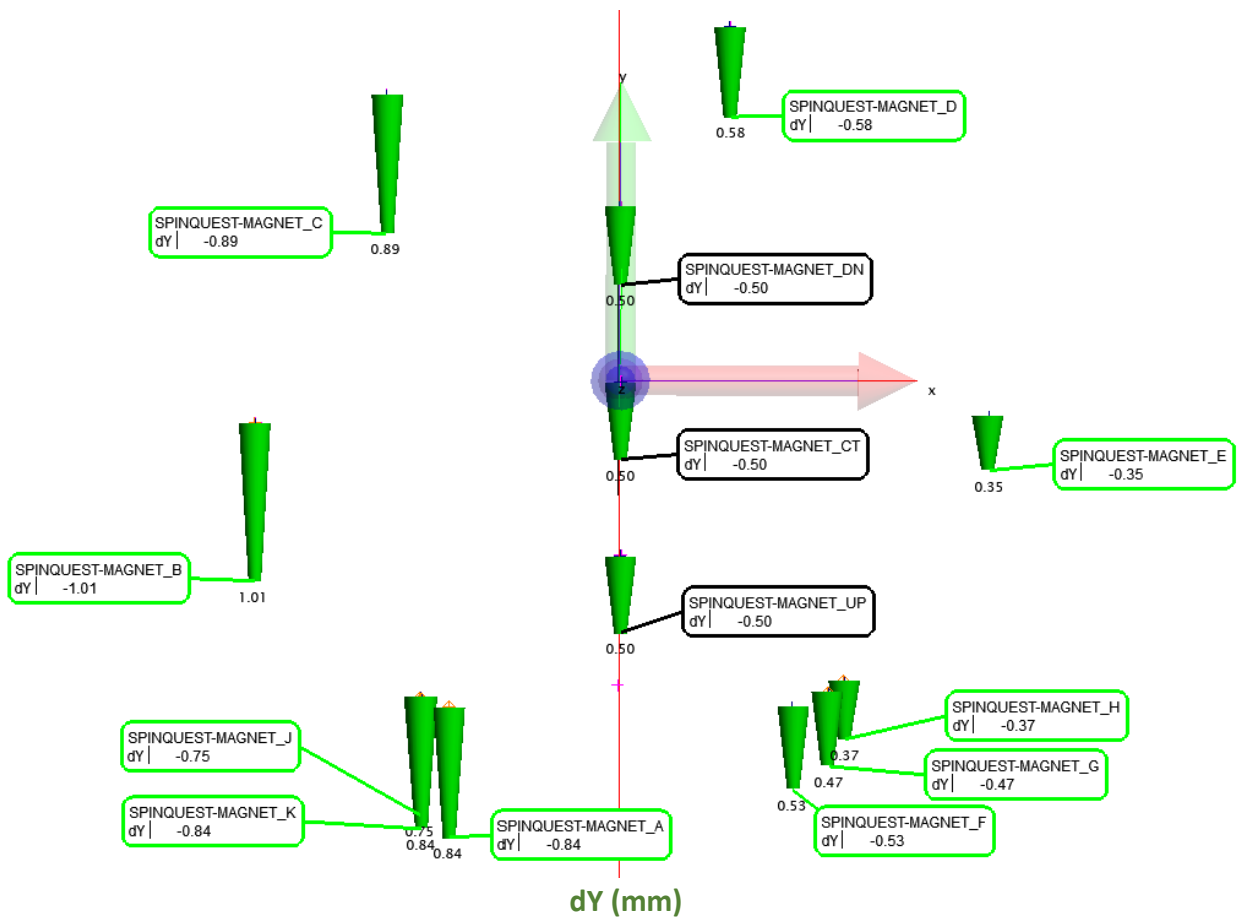 SPINQUEST-MAGNET_D
dY| -0.58
0.58
y
SPINQUEST-MAGNET_C
dY| -0.89
0.89
SPINQUEST-MAGNET_DN
dY| -0.50
0.50
z
x
SPINQUEST-MAGNET_CT
dY| -0.50
0.50
SPINQUEST-MAGNET_E
dY| -0.35
0.35
SPINQUEST-MAGNET_B
dY| -1.01
1.01
SPINQUEST-MAGNET_UP
dY| -0.50
0.50
SPINQUEST-MAGNET_J
dY| -0.75
0.75
SPINQUEST-MAGNET_K
dY| -0.84
0.84
SPINQUEST-MAGNET_A
dY| -0.84
0.84
SPINQUEST-MAGNET_H
dY| -0.37
0.37
SPINQUEST-MAGNET_G
dY| -0.47
0.47
SPINQUEST-MAGNET_F
dY| -0.53
0.53
dY (mm)